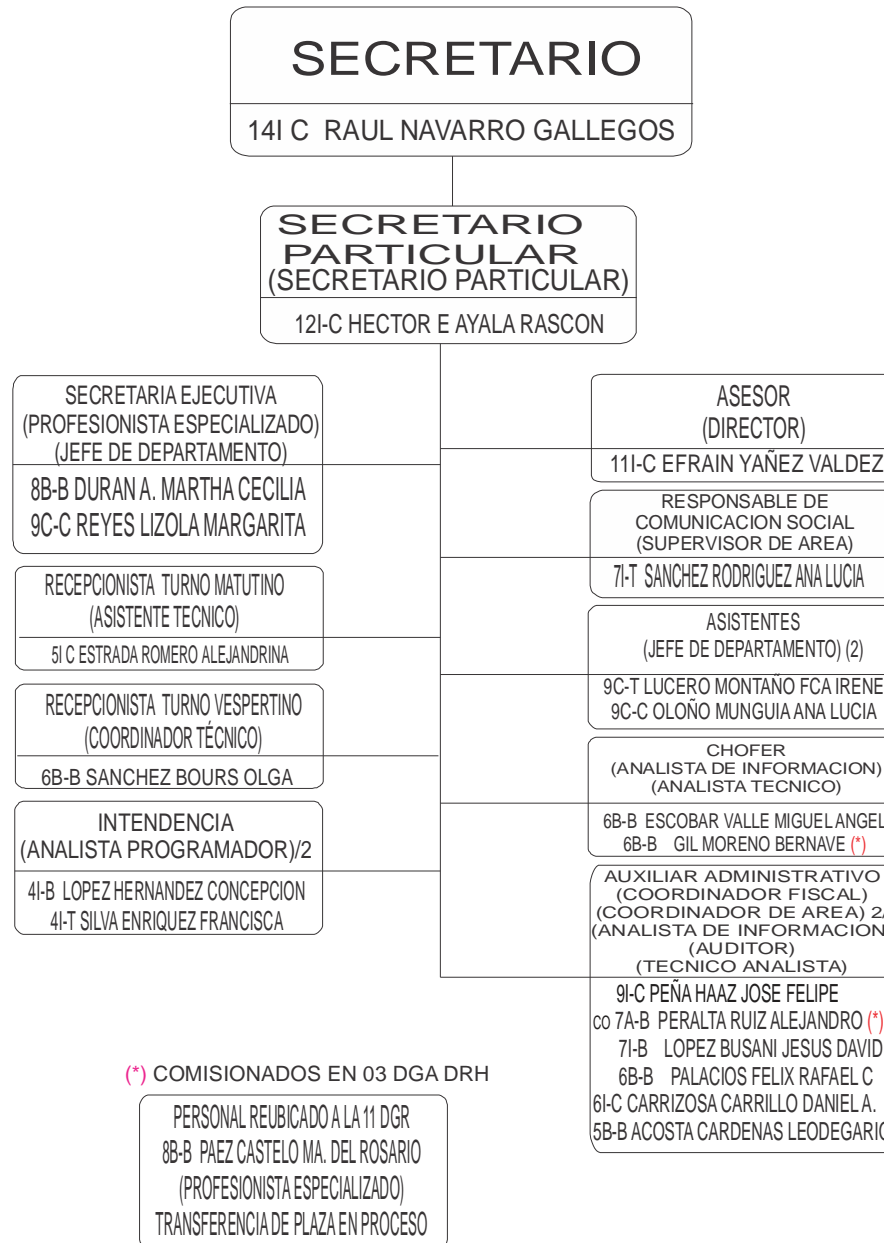 SECRETARIO
14I C RAUL NAVARRO GALLEGOS
SECRETARIO
PARTICULAR
(SECRETARIO PARTICULAR)
12I-C HECTOR E AYALA RASCON
SECRETARIA EJECUTIVA
(PROFESIONISTA ESPECIALIZADO)
(JEFE DE DEPARTAMENTO)
8B-B DURAN A. MARTHA CECILIA
9C-C REYES LIZOLA MARGARITA
RECEPCIONISTA TURNO MATUTINO
(ASISTENTE TECNICO)
5I C ESTRADA ROMERO ALEJANDRINA
RECEPCIONISTA TURNO VESPERTINO
(COORDINADOR TÉCNICO)
6B-B SANCHEZ BOURS OLGA
INTENDENCIA
(ANALISTA PROGRAMADOR)/2
4I-B LOPEZ HERNANDEZ CONCEPCION
4I-T SILVA ENRIQUEZ FRANCISCA
ASESOR
(DIRECTOR)
11I-C EFRAIN YAÑEZ VALDEZ
RESPONSABLE DE
COMUNICACION SOCIAL
(SUPERVISOR DE AREA)
7I-T SANCHEZ RODRIGUEZ ANA LUCIA
ASISTENTES
(JEFE DE DEPARTAMENTO) (2)
9C-T LUCERO MONTAÑO FCA IRENE
9C-C OLOÑO MUNGUIA ANA LUCIA
CHOFER
(ANALISTA DE INFORMACION)
(ANALISTA TECNICO)
6B-B ESCOBAR VALLE MIGUEL ANGEL
6B-B GIL MORENO BERNAVE (*)
AUXILIAR ADMINISTRATIVO
(COORDINADOR FISCAL)
(COORDINADOR DE AREA) 2/
(ANALISTA DE INFORMACION
(AUDITOR)
(TECNICO ANALISTA)
9I-C PEÑA HAAZ JOSE FELIPE
co 7A-B PERALTA RUIZ ALEJANDRO (*)
7I-B LOPEZ BUSANI JESUS DAVID
6B-B PALACIOS FELIX RAFAEL C
6I-C CARRIZOSA CARRILLO DANIEL A.
5B-B ACOSTA CARDENAS LEODEGARIO
(*) COMISIONADOS EN 03 DGA DRH
PERSONAL REUBICADO A LA 11 DGR
8B-B PAEZ CASTELO MA. DEL ROSARIO
(PROFESIONISTA ESPECIALIZADO)
TRANSFERENCIA DE PLAZA EN PROCESO